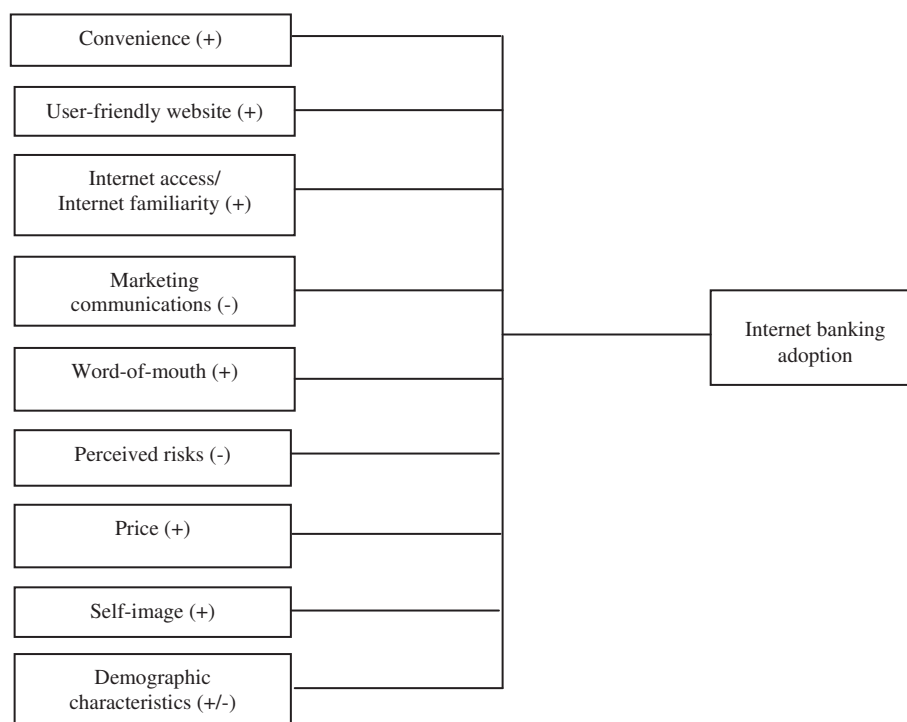 Convenience (+)
User-friendly website (+)
Internet access/
Internet familiarity (+)
Marketing
communications (-)
Word-of-mouth (+)
Perceived risks (-)
Price (+)
Self-image (+)
Demographic
characteristics (+/-)
Internet banking
adoption